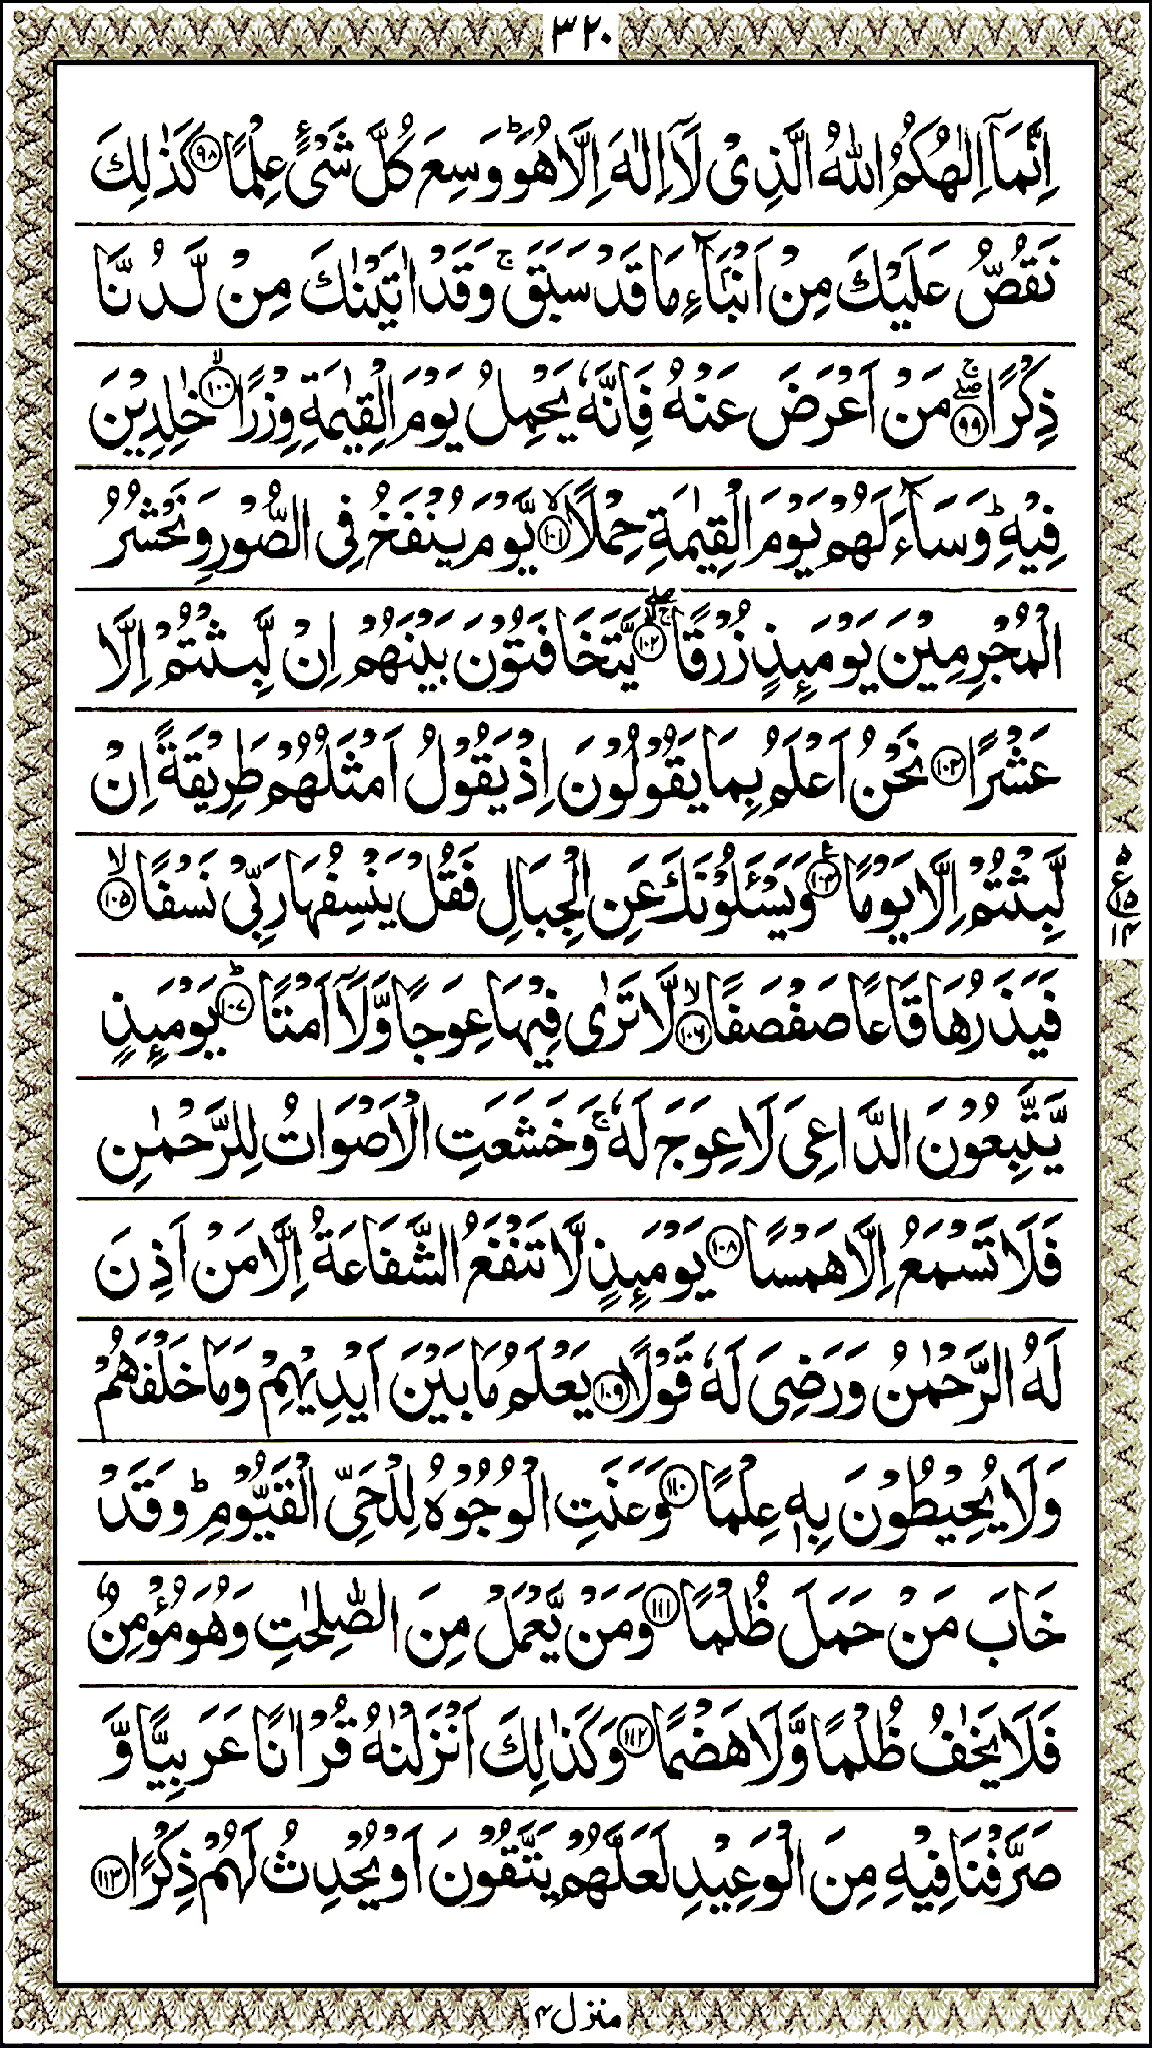 ٣٢٠
اِنَّمَاۤ اِلٰهُكُمُ اللّٰهُ الَّذِیْ لَاۤ اِلٰهَ اِلَّا هُوَ ؕ وَسِعَ كُلَّ شَیْءٍ عِلْمًا ﴿۹۸﴾ كَذٰلِكَ
نَقُصُّ عَلَیْكَ مِنْ اَنْۢبَآءِ مَا قَدْ سَبَقَ ۚ وَقَدْ اٰتَیْنٰكَ مِنْ لَّدُنَّا
ذِكْرًا ﴿۹۹﴾ۖۚ مَنْ اَعْرَضَ عَنْهُ فَاِنَّهٗ یَحْمِلُ یَوْمَ الْقِیٰمَةِ وِزْرًا ﴿۱۰۰﴾ۙ خٰلِدِیْنَ
فِیْهِ ؕ وَسَآءَ لَهُمْ یَوْمَ الْقِیٰمَةِ حِمْلًا ﴿۱۰۱﴾ۙ یَّوْمَ یُنْفَخُ فِی الصُّوْرِ وَنَحْشُرُ
الْمُجْرِمِیْنَ یَوْمَىِٕذٍ زُرْقًا ﴿۱۰۲﴾ۖۚ یَّتَخَافَتُوْنَ بَیْنَهُمْ اِنْ لَّبِثْتُمْ اِلَّا
عَشْرًا ﴿۱۰۳﴾ نَحْنُ اَعْلَمُ بِمَا یَقُوْلُوْنَ اِذْ یَقُوْلُ اَمْثَلُهُمْ طَرِیْقَةً اِنْ
لَّبِثْتُمْ اِلَّا یَوْمًا ﴿۱۰۴﴾ وَیَسْـَٔلُوْنَكَ عَنِ الْجِبَالِ فَقُلْ یَنْسِفُهَا رَبِّیْ نَسْفًا ﴿۱۰۵﴾ۙ
ع ۵ ۱۵ ۱۴
فَیَذَرُهَا قَاعًا صَفْصَفًا ﴿۱۰۶﴾ۙ لَّا تَرٰی فِیْهَا عِوَجًا وَّلَاۤ اَمْتًا ﴿۱۰۷﴾ؕ یَوْمَىِٕذٍ
یَّتَّبِعُوْنَ الدَّاعِیَ لَا عِوَجَ لَهٗ ۚ وَخَشَعَتِ الْاَصْوَاتُ لِلرَّحْمٰنِ
فَلَا تَسْمَعُ اِلَّا هَمْسًا ﴿۱۰۸﴾ یَوْمَىِٕذٍ لَّا تَنْفَعُ الشَّفَاعَةُ اِلَّا مَنْ اَذِنَ
لَهُ الرَّحْمٰنُ وَرَضِیَ لَهٗ قَوْلًا ﴿۱۰۹﴾ یَعْلَمُ مَا بَیْنَ اَیْدِیْهِمْ وَمَا خَلْفَهُمْ
وَلَا یُحِیْطُوْنَ بِهٖ عِلْمًا ﴿۱۱۰﴾ وَعَنَتِ الْوُجُوْهُ لِلْحَیِّ الْقَیُّوْمِ ؕ وَقَدْ
خَابَ مَنْ حَمَلَ ظُلْمًا ﴿۱۱۱﴾ وَمَنْ یَّعْمَلْ مِنَ الصّٰلِحٰتِ وَهُوَ مُؤْمِنٌ
فَلَا یَخٰفُ ظُلْمًا وَّلَا هَضْمًا ﴿۱۱۲﴾ وَكَذٰلِكَ اَنْزَلْنٰهُ قُرْاٰنًا عَرَبِیًّا وَّ
صَرَّفْنَا فِیْهِ مِنَ الْوَعِیْدِ لَعَلَّهُمْ یَتَّقُوْنَ اَوْ یُحْدِثُ لَهُمْ ذِكْرًا ﴿۱۱۳﴾
منزل ۴